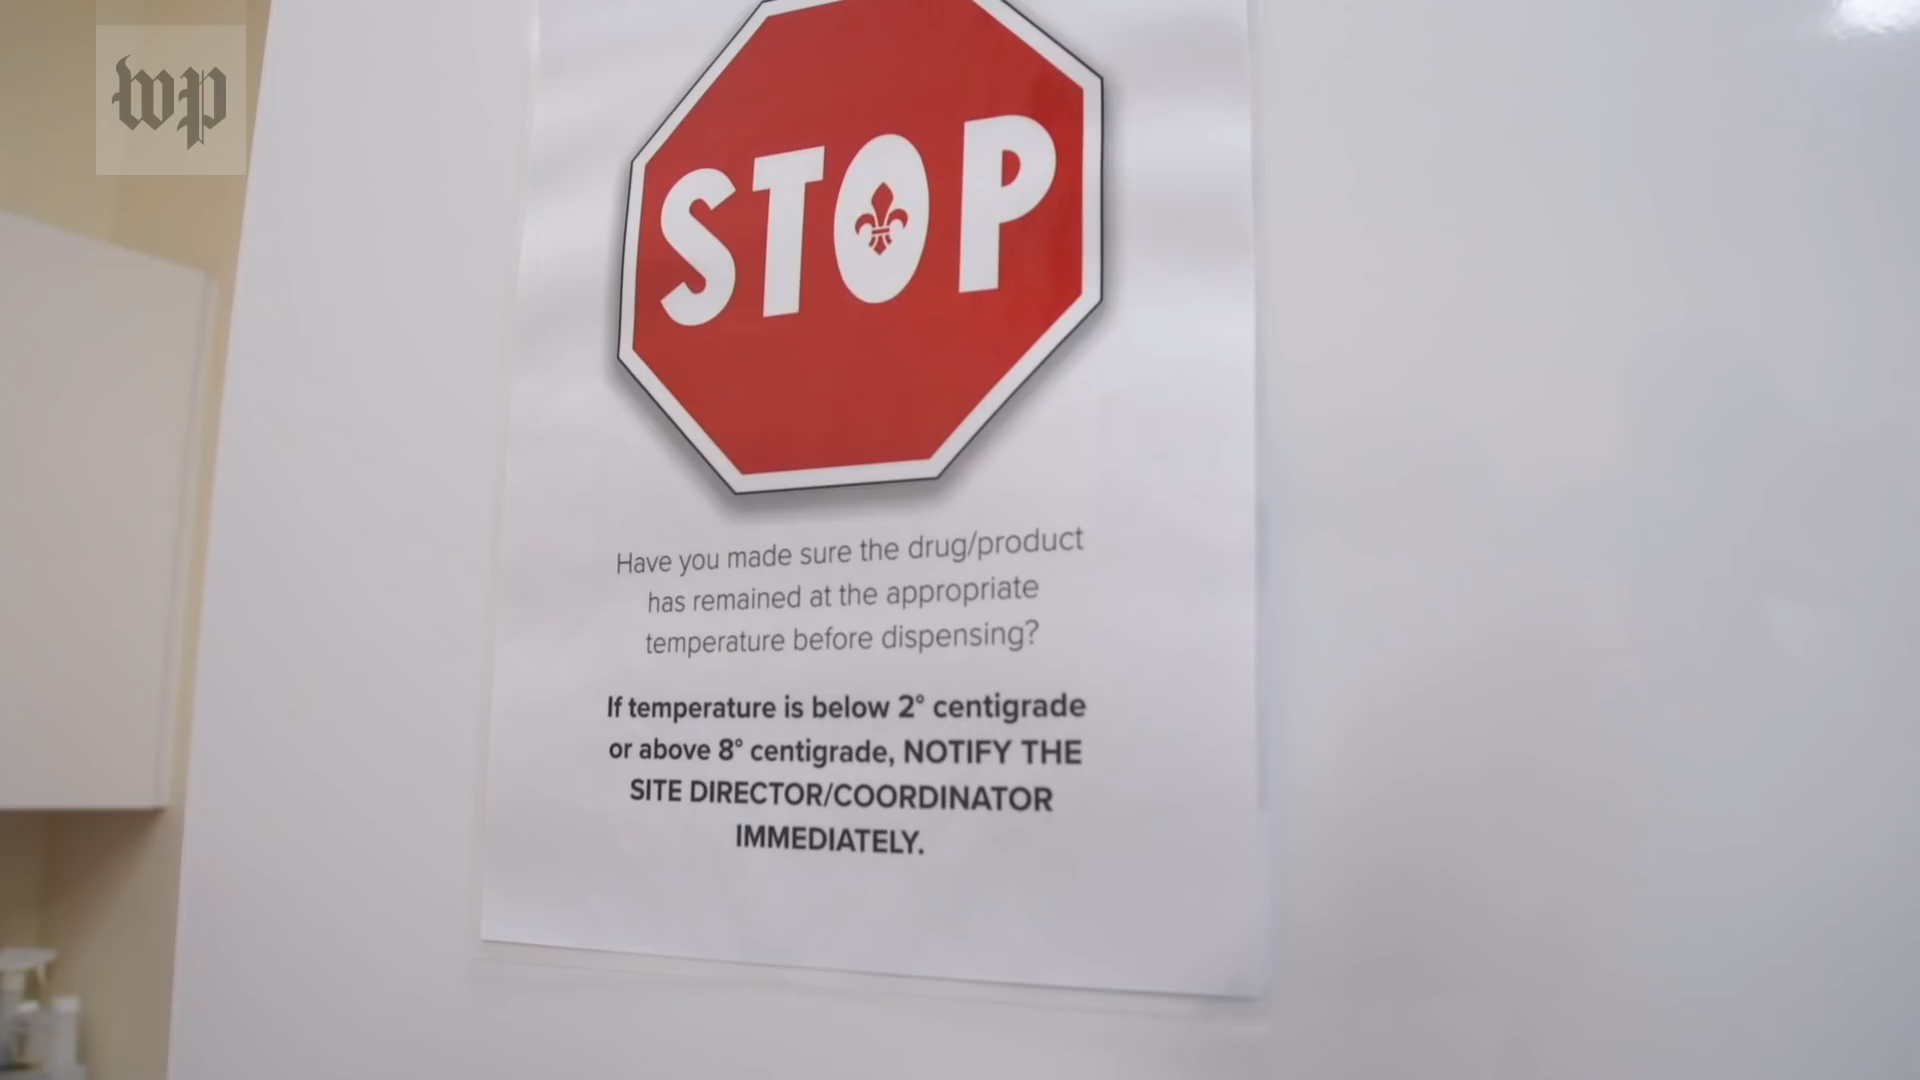 wp
STOP
Have you made sure the drug/product
has remained at the appropriate
temperature before dispensing?
If temperature is below 2° centigrade
or above 8° centigrade, NOTIFY THE
SITE DIRECTOR/COORDINATOR
IMMEDIATELY.